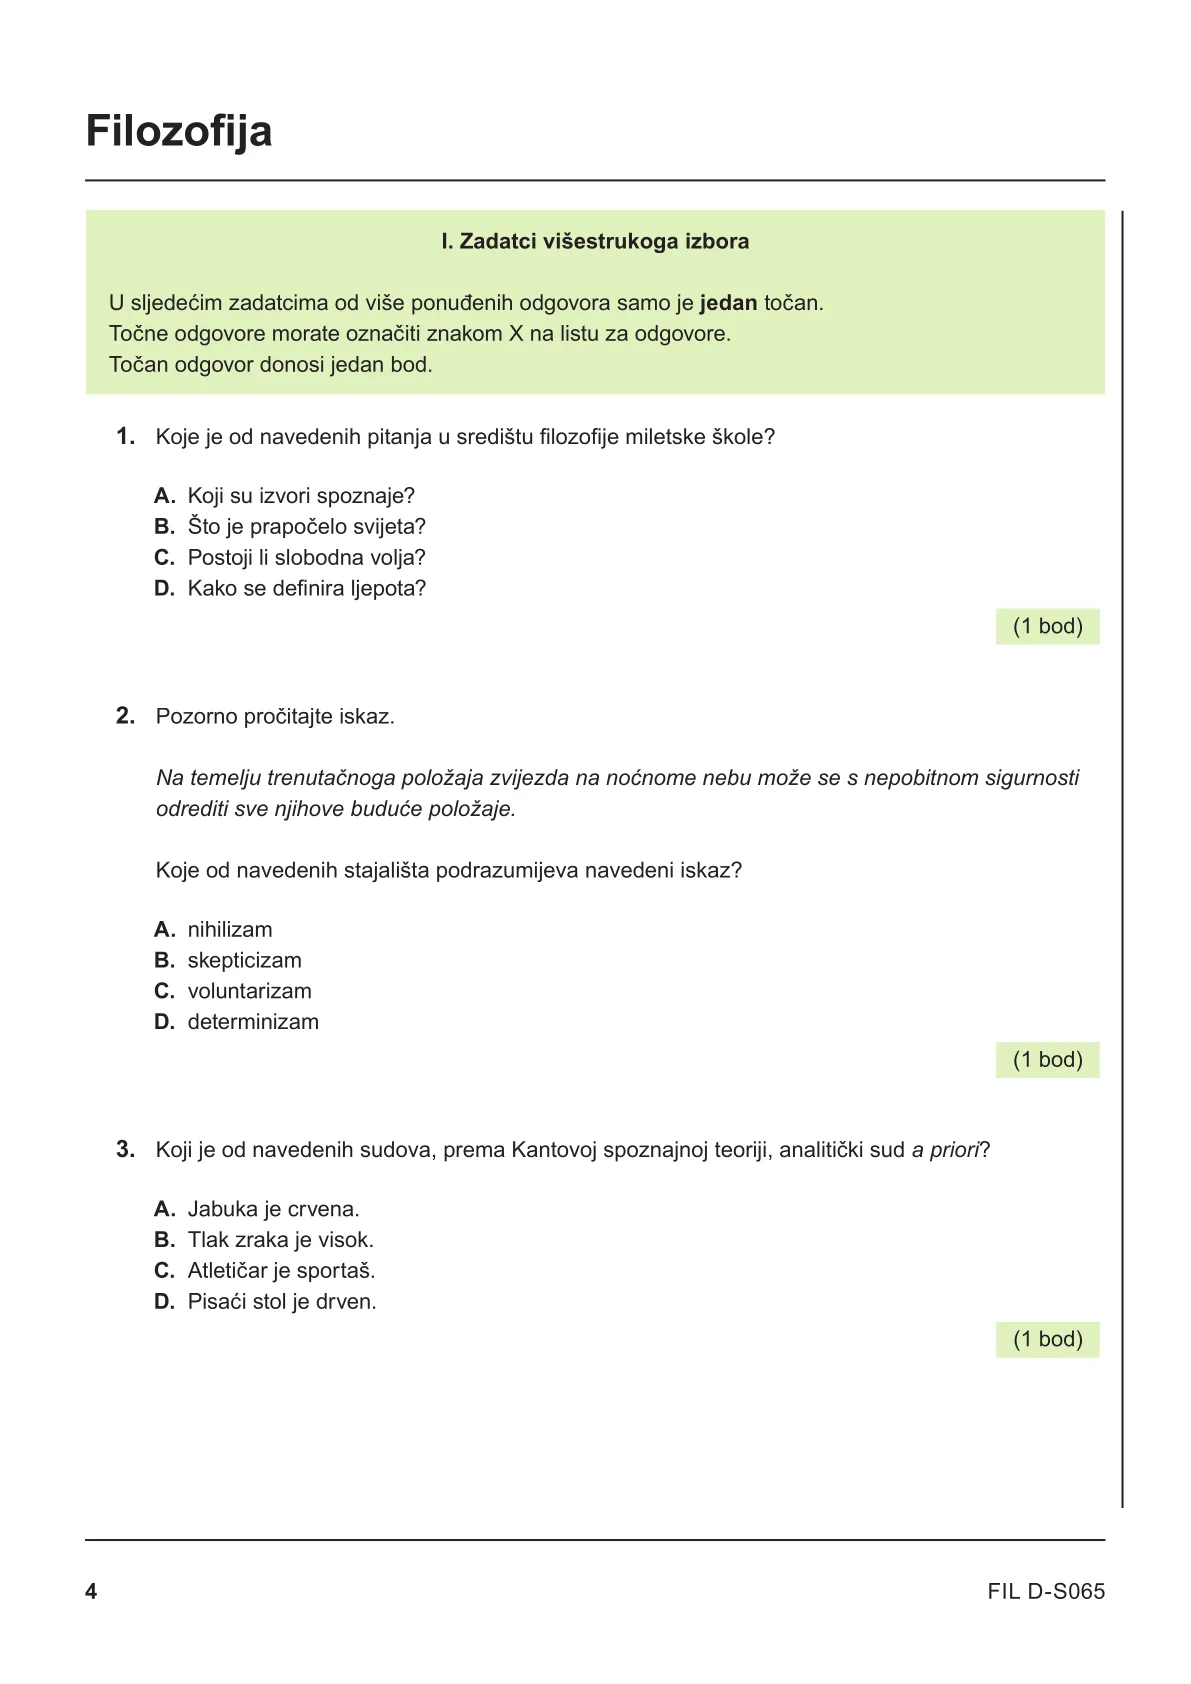 Filozofija
I. Zadatci višestrukoga izbora
U sljedećim zadatcima od više ponuđenih odgovora samo je jedan točan.
Točne odgovore morate označiti znakom X na listu za odgovore.
Točan odgovor donosi jedan bod.
1. Koje je od navedenih pitanja u središtu filozofije miletske škole?
A. Koji su izvori spoznaje?
B. Što je prapočelo svijeta?
C. Postoji li slobodna volja?
D. Kako se definira ljepota?
(1 bod)
2. Pozorno pročitajte iskaz.
Na temelju trenutačnoga položaja zvijezda na noćnome nebu može se s nepobitnom sigurnosti
odrediti sve njihove buduće položaje.
Koje od navedenih stajališta podrazumijeva navedeni iskaz?
A. nihilizam
B. skepticizam
C. voluntarizam
D. determinizam
(1 bod)
3. Koji je od navedenih sudova, prema Kantovoj spoznajnoj teoriji, analitički sud a priori?
A. Jabuka je crvena.
B. Tlak zraka je visok.
C. Atletičar je sportaš.
D. Pisaći stol je drven.
(1 bod)
4
FIL D-S065